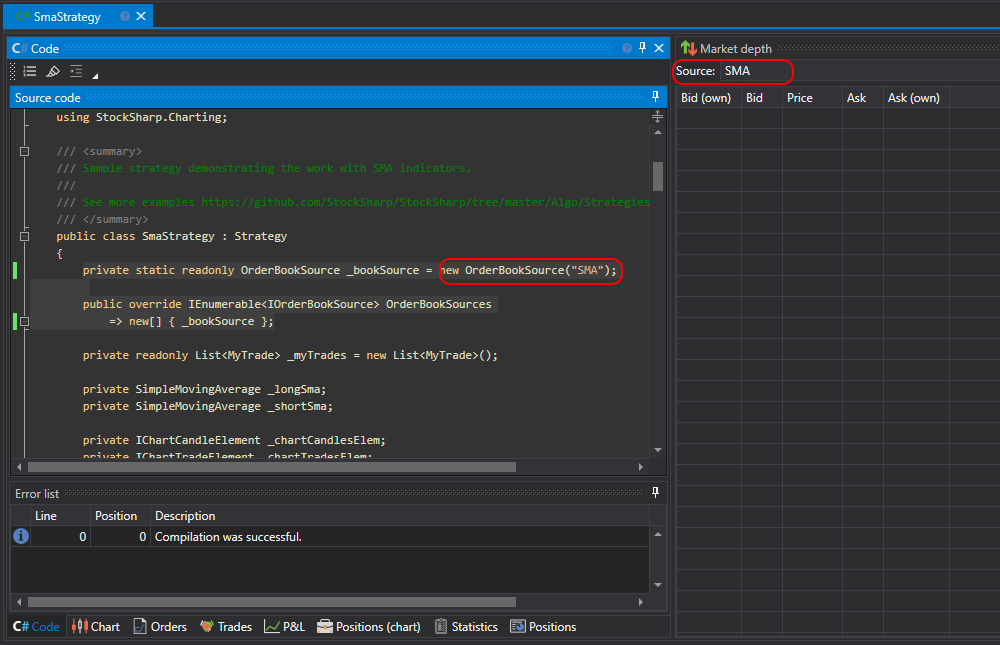 C# SmaStrategy
C# Code
Source code
using StockSharp.Charting;
/// <summary>
/// Sample strategy demonstrating the work with SMA indicators.
///
/// See more examples https://github.com/StockSharp/StockSharp/tree/master/Algo/Strategies
/// </summary>
public class SmaStrategy : Strategy
{
private static readonly OrderBookSource _bookSource = new OrderBookSource("SMA");
public override IEnumerable<IOrderBookSource> OrderBookSources
=> new[] { _bookSource };
private readonly List<MyTrade> _myTrades = new List<MyTrade>();
private SimpleMovingAverage _longSma;
private SimpleMovingAverage _shortSma;
private IChartCandleElement _chartCandlesElem;
private IChartTradeElement _chartTradesElem;
Error list
Line Position Description
0 0 Compilation was successful.
C# Code Chart Orders Trades P&L Positions (chart) Statistics Positions
Market depth
Source: SMA
Bid (own) Bid Price Ask Ask (own)